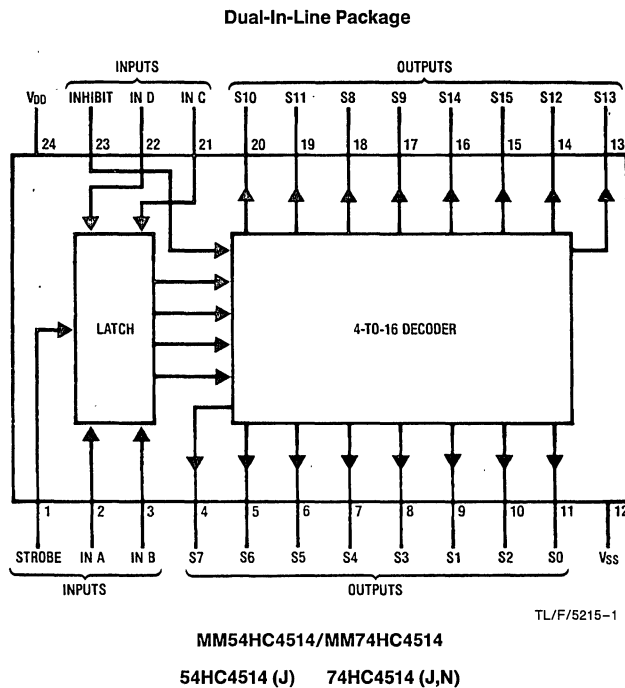 Dual-In-Line Package
INPUTS OUTPUTS
VDD INHIBIT IN D IN C S10 S11 S8 S9 S14 S15 S12 S13
24 23 22 21 20 19 18 17 16 15 14 13
LATCH 4-TO-16 DECODER
1 2 3 4 5 6 7 8 9 10 11 12
STROBE IN A IN B S7 S6 S5 S4 S3 S1 S2 S0 VSS
INPUTS OUTPUTS
TL/F/5215-1
MM54HC4514/MM74HC4514
54HC4514 (J) 74HC4514 (J,N)